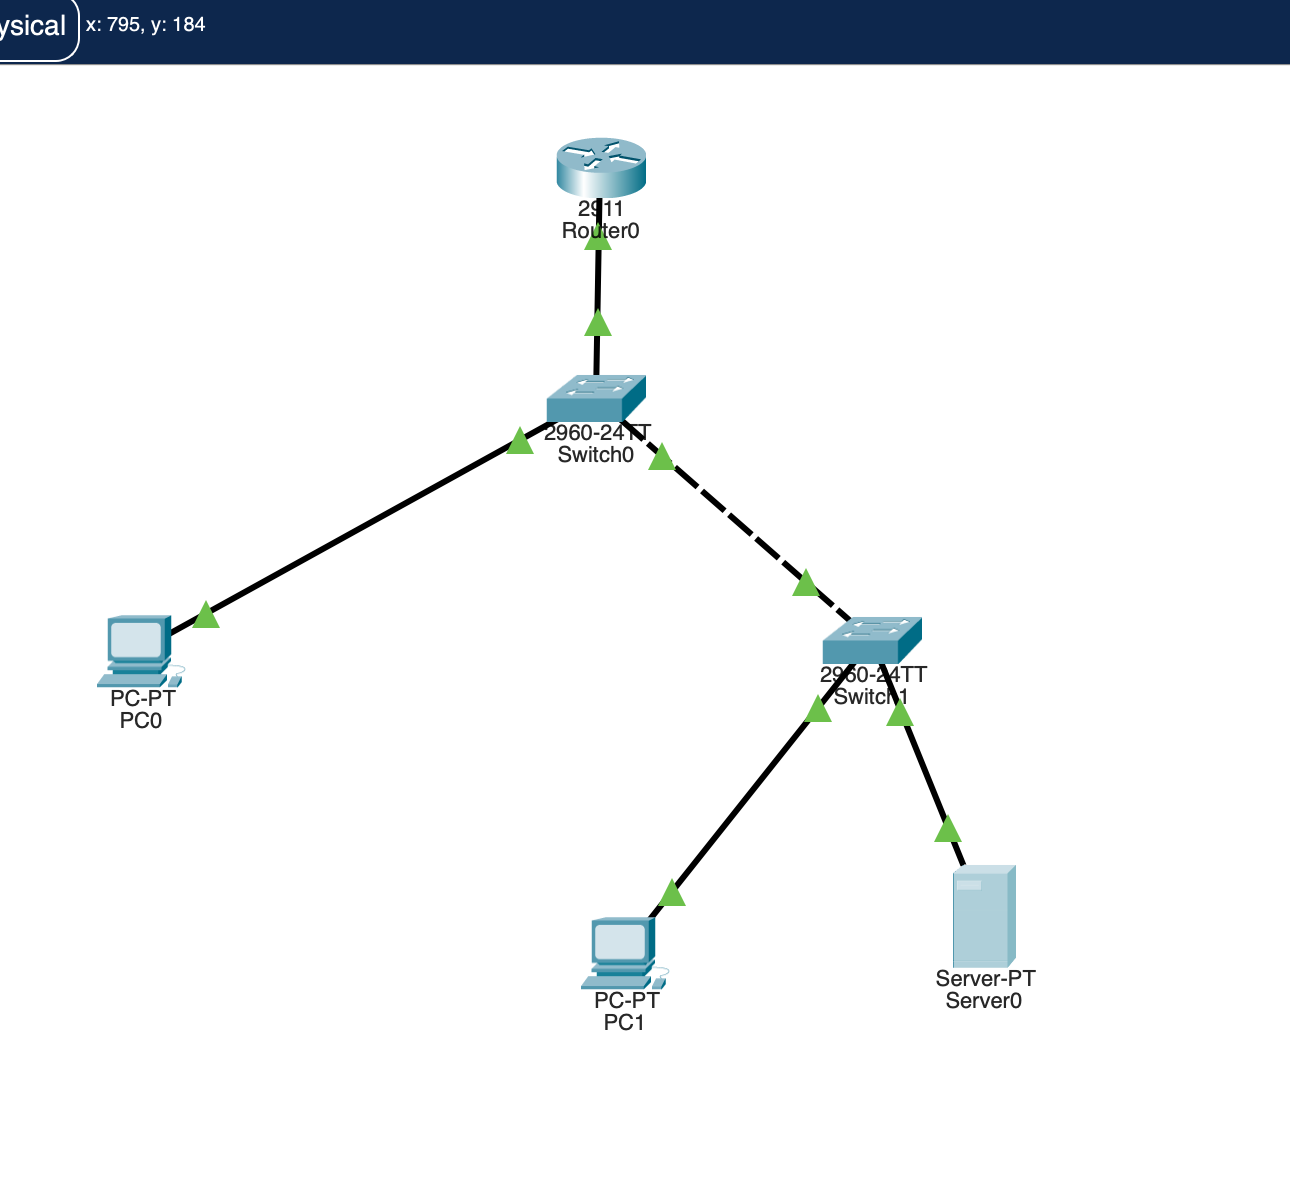 ysical
x: 795, y: 184
2911
Router0
2960-24TT
Switch0
PC-PT
PC0
2960-24TT
Switch1
PC-PT
PC1
Server-PT
Server0